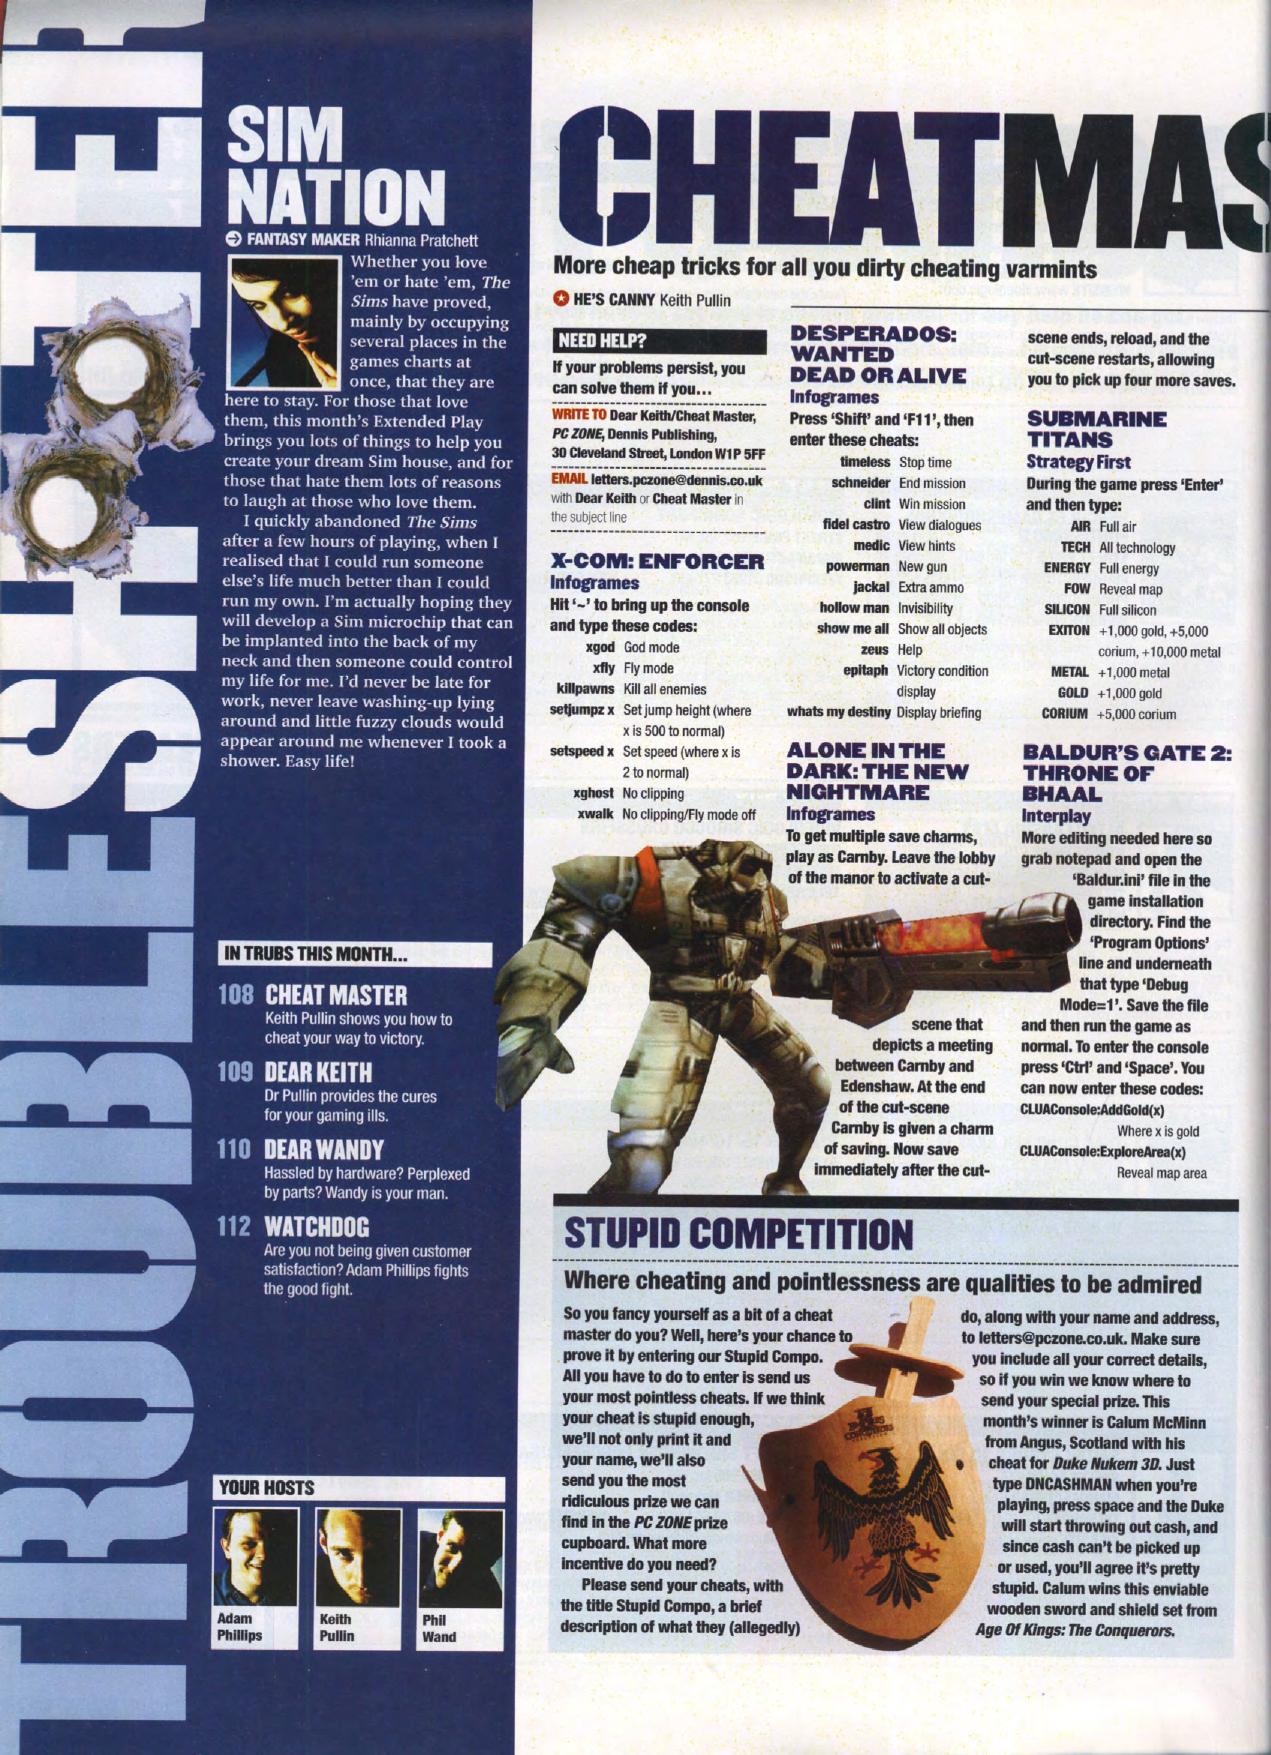 TROUBLESHOOTER
SIM
NATION
FANTASY MAKER Rhianna Pratchett
Whether you love
'em or hate 'em, The
Sims have proved,
mainly by occupying
several places in the
games charts at
once, that they are
here to stay. For those that love
them, this month's Extended Play
brings you lots of things to help you
create your dream Sim house, and for
those that hate them lots of reasons
to laugh at those who love them.
I quickly abandoned The Sims
after a few hours of playing, when I
realised that I could run someone
else's life much better than I could
run my own. I'm actually hoping they
will develop a Sim microchip that can
be implanted into the back of my
neck and then someone could control
my life for me. I'd never be late for
work, never leave washing-up lying
around and little fuzzy clouds would
appear around me whenever I took a
shower. Easy life!
IN TRUBS THIS MONTH...
108 CHEAT MASTER
Keith Pullin shows you how to
cheat your way to victory.
109 DEAR KEITH
Dr Pullin provides the cures
for your gaming ills.
110 DEAR WANDY
Hassled by hardware? Perplexed
by parts? Wandy is your man.
112 WATCHDOG
Are you not being given customer
satisfaction? Adam Phillips fights
the good fight.
YOUR HOSTS
Adam
Phillips
Keith
Pullin
Phil
Wand
CHEATMAS
More cheap tricks for all you dirty cheating varmints
HE'S CANNY Keith Pullin
NEED HELP?
If your problems persist, you
can solve them if you...
WRITE TO Dear Keith/Cheat Master,
PC ZONE, Dennis Publishing,
30 Cleveland Street, London W1P 5FF
EMAIL letters.pczone@dennis.co.uk
with Dear Keith or Cheat Master in
the subject line
X-COM: ENFORCER
Infogrames
Hit '~' to bring up the console
and type these codes:
xgod God mode
xfly Fly mode
killpawns Kill all enemies
setjumpz x Set jump height (where
x is 500 to normal)
setspeed x Set speed (where x is
2 to normal)
xghost No clipping
xwalk No clipping/Fly mode off
DESPERADOS:
WANTED
DEAD OR ALIVE
Infogrames
Press 'Shift' and 'F11', then
enter these cheats:
timeless Stop time
schneider End mission
clint Win mission
fidel castro View dialogues
medic View hints
powerman New gun
jackal Extra ammo
hollow man Invisibility
show me all Show all objects
zeus Help
epitaph Victory condition
display
whats my destiny Display briefing
ALONE IN THE
DARK: THE NEW
NIGHTMARE
Infogrames
To get multiple save charms,
play as Carnby. Leave the lobby
of the manor to activate a cut-
scene that
depicts a meeting
between Carnby and
Edenshaw. At the end
of the cut-scene
Carnby is given a charm
of saving. Now save
immediately after the cut-
scene ends, reload, and the
cut-scene restarts, allowing
you to pick up four more saves.
SUBMARINE
TITANS
Strategy First
During the game press 'Enter'
and then type:
AIR Full air
TECH All technology
ENERGY Full energy
FOW Reveal map
SILICON Full silicon
EXITON +1,000 gold, +5,000
corium, +10,000 metal
METAL +1,000 metal
GOLD +1,000 gold
CORIUM +5,000 corium
BALDUR'S GATE 2:
THRONE OF
BHAAL
Interplay
More editing needed here so
grab notepad and open the
'Baldur.ini' file in the
game installation
directory. Find the
'Program Options'
line and underneath
that type 'Debug
Mode=1'. Save the file
and then run the game as
normal. To enter the console
press 'Ctrl' and 'Space'. You
can now enter these codes:
CLUAConsole:AddGold(x)
Where x is gold
CLUAConsole:ExploreArea(x)
Reveal map area
STUPID COMPETITION
Where cheating and pointlessness are qualities to be admired
So you fancy yourself as a bit of a cheat
master do you? Well, here's your chance to
prove it by entering our Stupid Compo.
All you have to do to enter is send us
your most pointless cheats. If we think
your cheat is stupid enough,
we'll not only print it and
your name, we'll also
send you the most
ridiculous prize we can
find in the PC ZONE prize
cupboard. What more
incentive do you need?
Please send your cheats, with
the title Stupid Compo, a brief
description of what they (allegedly)
do, along with your name and address,
to letters@pczone.co.uk. Make sure
you include all your correct details,
so if you win we know where to
send your special prize. This
month's winner is Calum McMinn
from Angus, Scotland with his
cheat for Duke Nukem 3D. Just
type DNCASHMAN when you're
playing, press space and the Duke
will start throwing out cash, and
since cash can't be picked up
or used, you'll agree it's pretty
stupid. Calum wins this enviable
wooden sword and shield set from
Age Of Kings: The Conquerors.